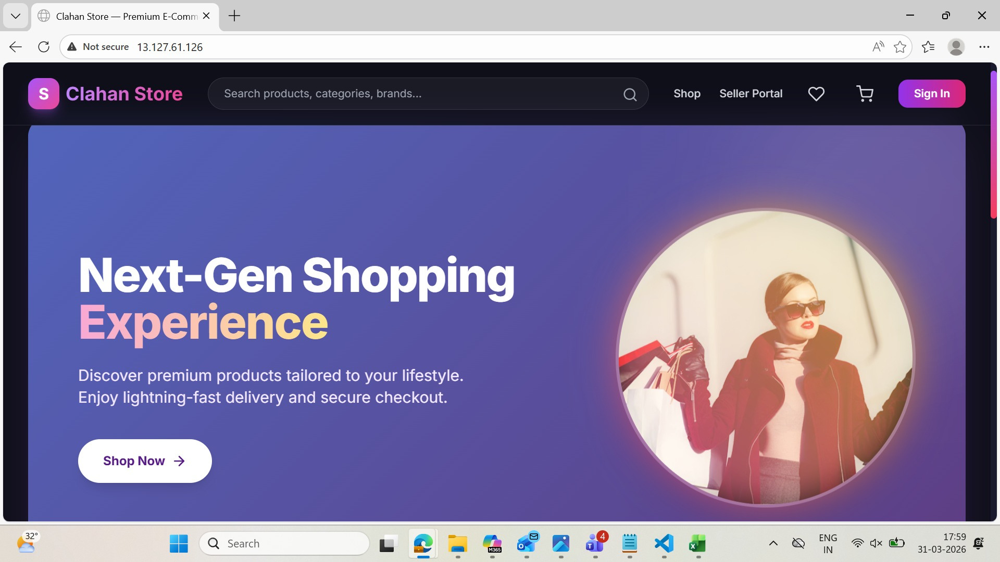 Clahan Store — Premium E-Comm
Not secure 13.127.61.126
S Clahan Store
Search products, categories, brands...
Shop
Seller Portal
Sign In
Next-Gen Shopping
Experience
Discover premium products tailored to your lifestyle.
Enjoy lightning-fast delivery and secure checkout.
Shop Now
32°
Search
M365
4
ENG
IN
17:59
31-03-2026